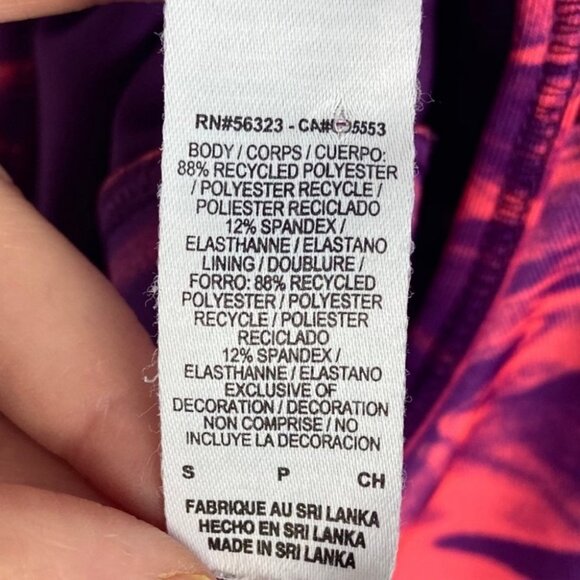 RN#56323 - CA# 5553
BODY / CORPS / CUERPO:
88% RECYCLED POLYESTER
/ POLYESTER RECYCLE /
POLIESTER RECICLADO
12% SPANDEX /
ELASTHANNE / ELASTANO
LINING / DOUBLURE /
FORRO: 88% RECYCLED
POLYESTER / POLYESTER
RECYCLE / POLIESTER
RECICLADO
12% SPANDEX /
ELASTHANNE / ELASTANO
EXCLUSIVE OF
DECORATION / DECORATION
NON COMPRISE / NO
INCLUYE LA DECORACION
S P CH
FABRIQUE AU SRI LANKA
HECHO EN SRI LANKA
MADE IN SRI LANKA